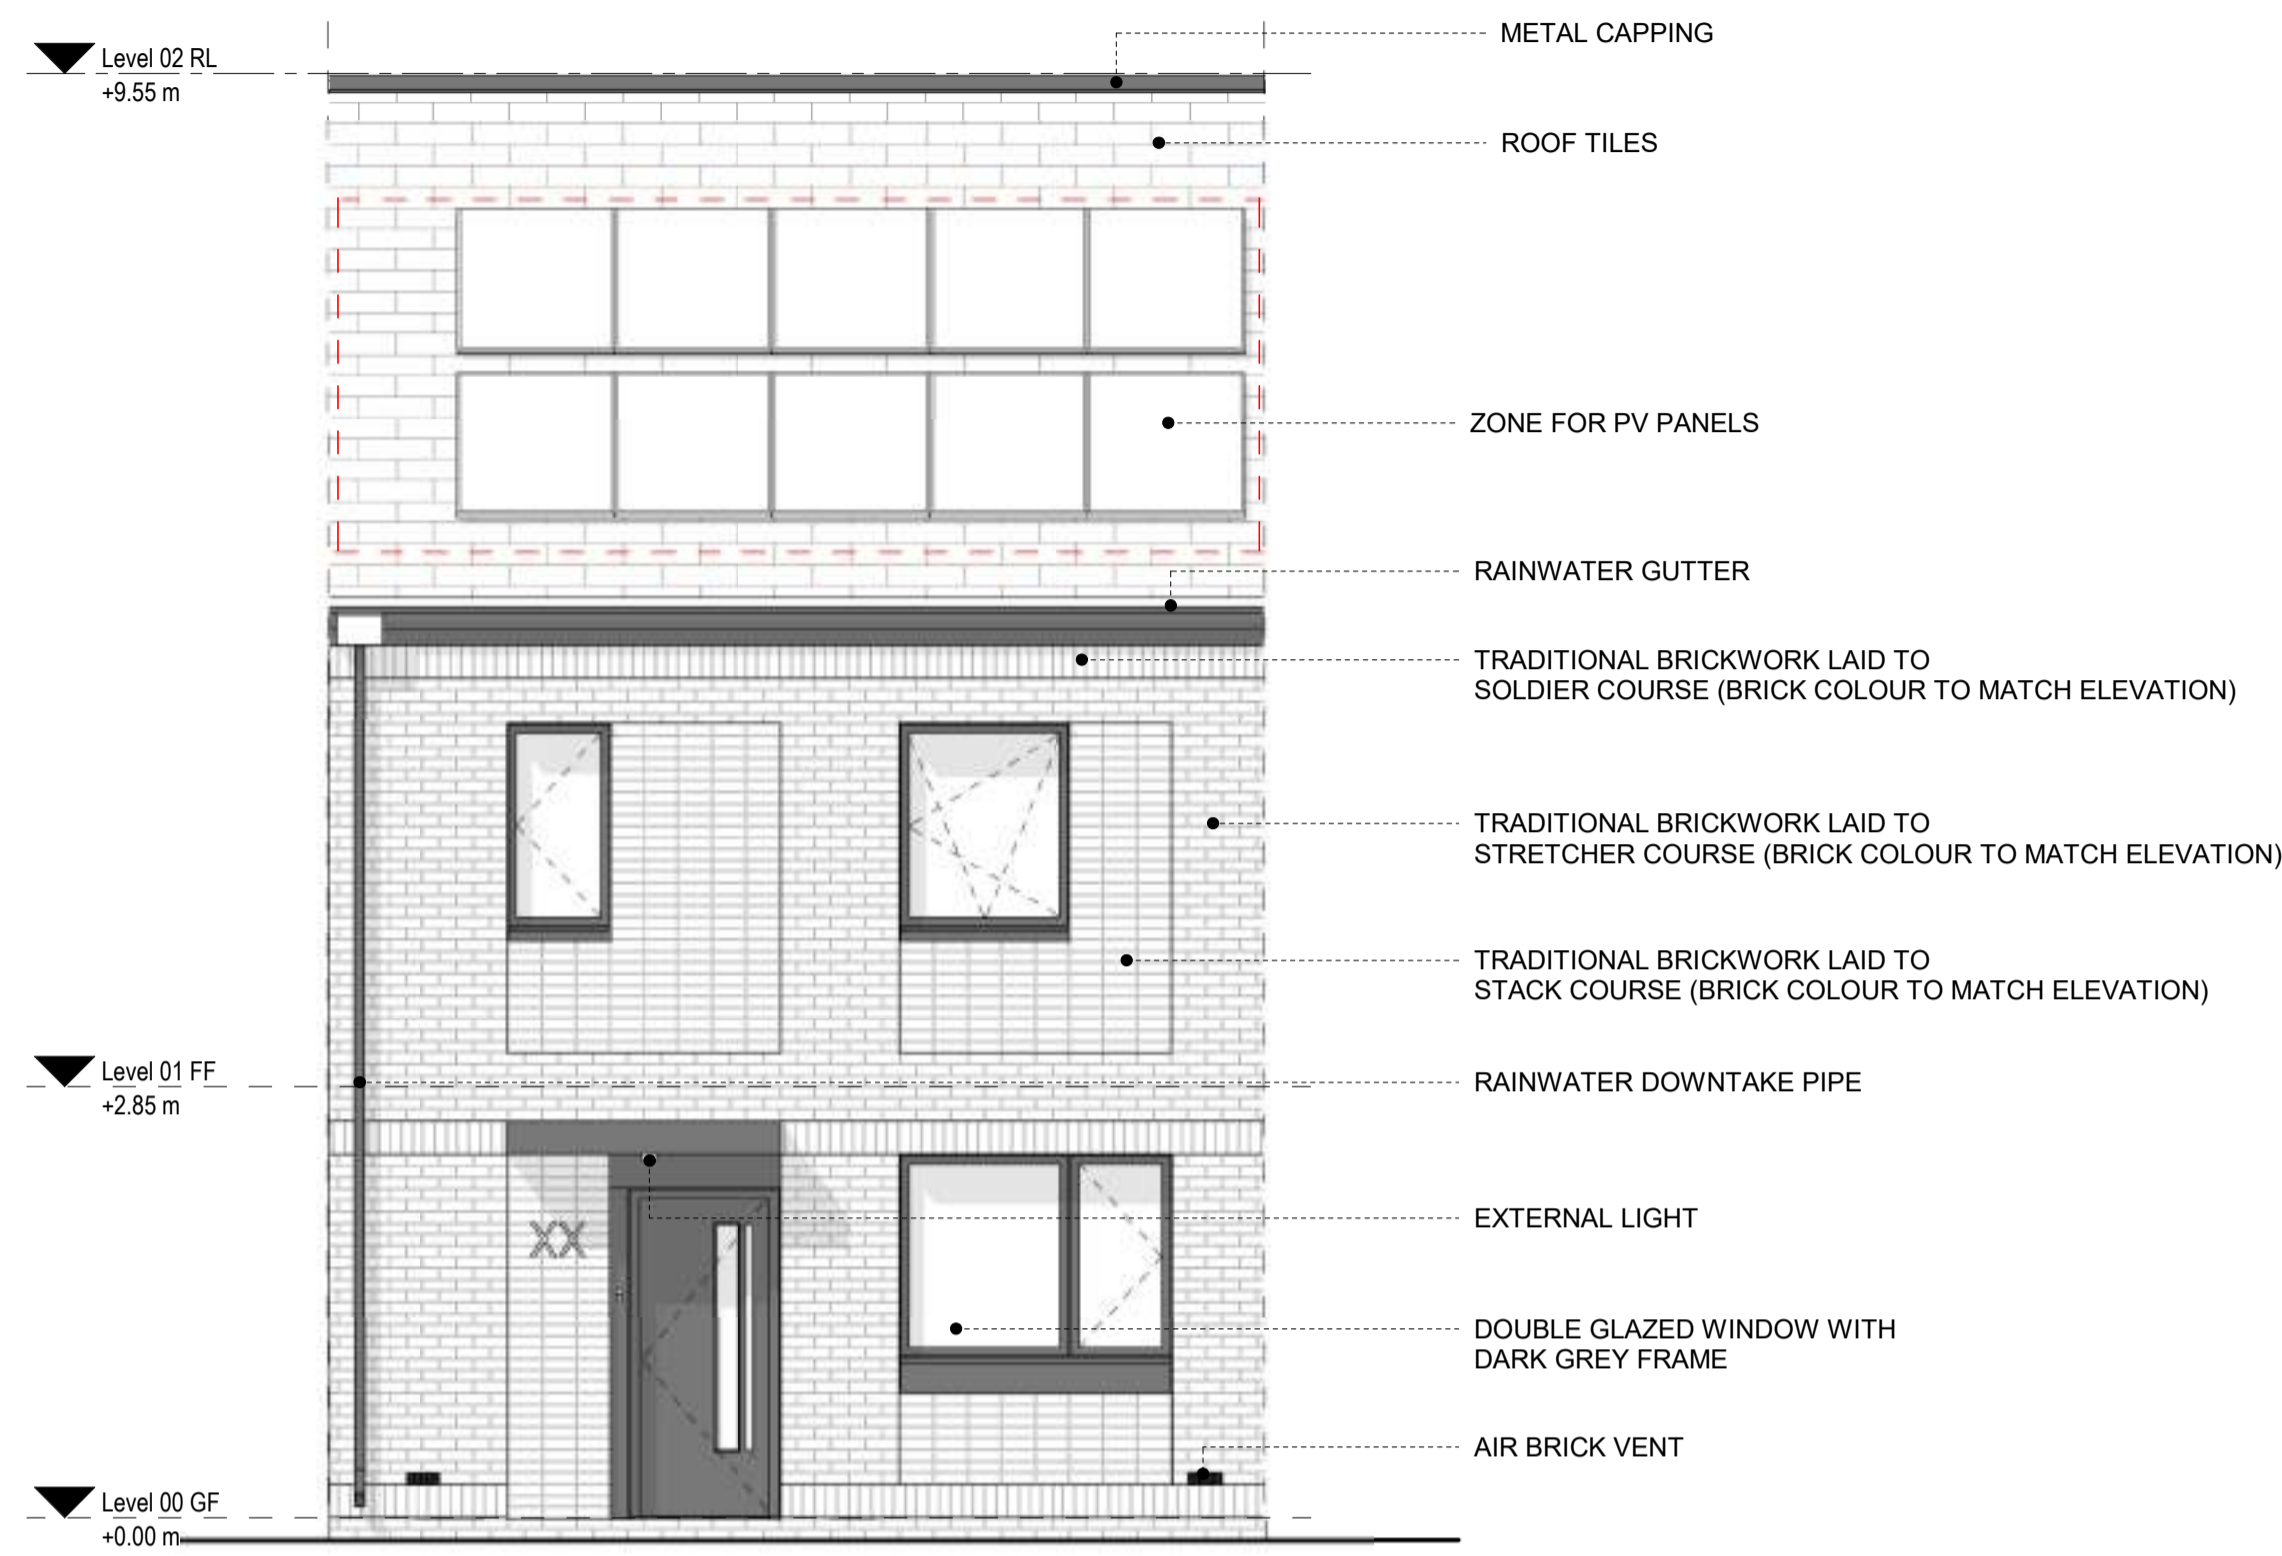 METAL CAPPING
Level 02 RL
+9.55 m
ROOF TILES
ZONE FOR PV PANELS
RAINWATER GUTTER
TRADITIONAL BRICKWORK LAID TO
SOLDIER COURSE (BRICK COLOUR TO MATCH ELEVATION)
TRADITIONAL BRICKWORK LAID TO
STRETCHER COURSE (BRICK COLOUR TO MATCH ELEVATION)
TRADITIONAL BRICKWORK LAID TO
STACK COURSE (BRICK COLOUR TO MATCH ELEVATION)
Level 01 FF
+2.85 m
RAINWATER DOWNTAKE PIPE
EXTERNAL LIGHT
XX
DOUBLE GLAZED WINDOW WITH
DARK GREY FRAME
AIR BRICK VENT
Level 00 GF
+0.00 m